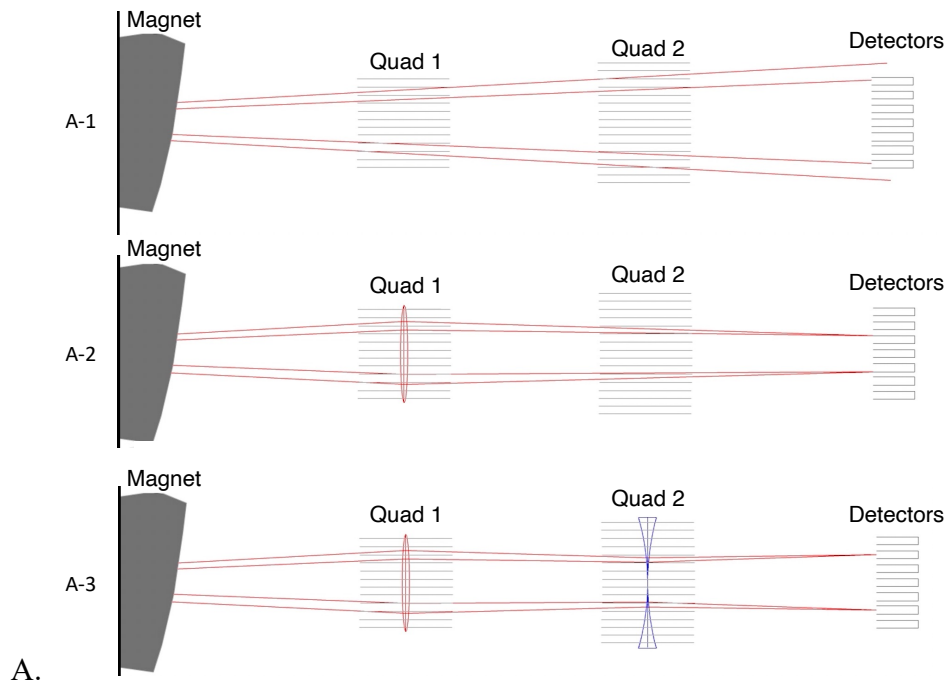 Magnet
Quad 1
Quad 2
Detectors
A-1
Magnet
Quad 1
Quad 2
Detectors
A-2
Magnet
Quad 1
Quad 2
Detectors
A-3
A.